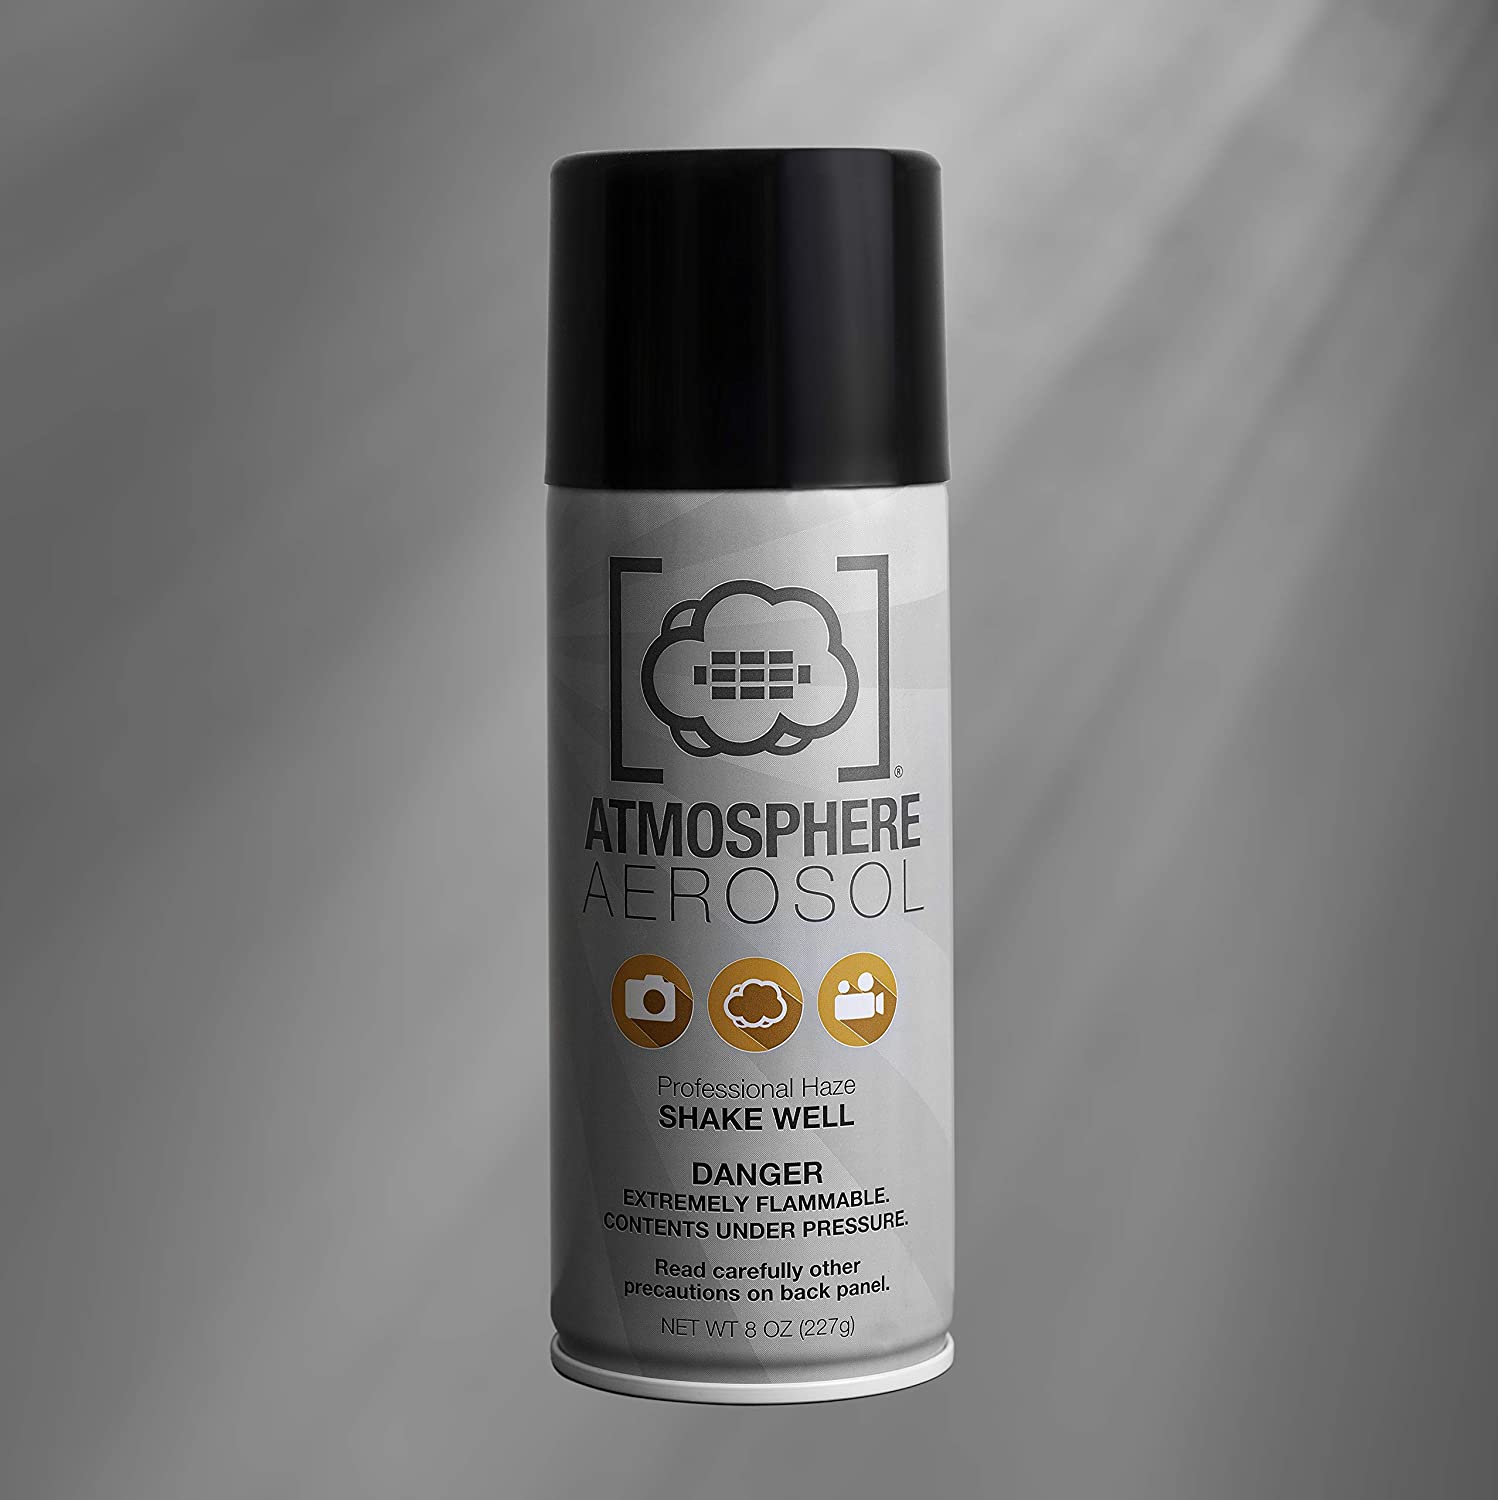 ®
ATMOSPHERE
AEROSOL
Professional Haze
SHAKE WELL
DANGER
EXTREMELY FLAMMABLE.
CONTENTS UNDER PRESSURE.
Read carefully other
precautions on back panel.
NET WT 8 OZ (227g)